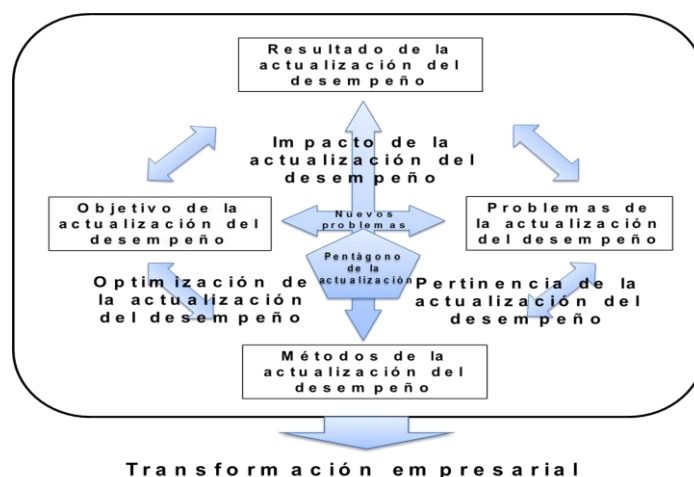 Resultado de la
actualización del
desempeño
Impacto de la
actualización del
desempeño
Objetivo de la
actualización del
desempeño
Nuevos
problemas
Problemas de
la actualización
del desempeño
Pentágono
de la
actualización
Optimización de
la actualización
del desempeño
Pertinencia de la
actualización del
desempeño
Métodos de la
actualización del
desempeño
Transformación empresarial